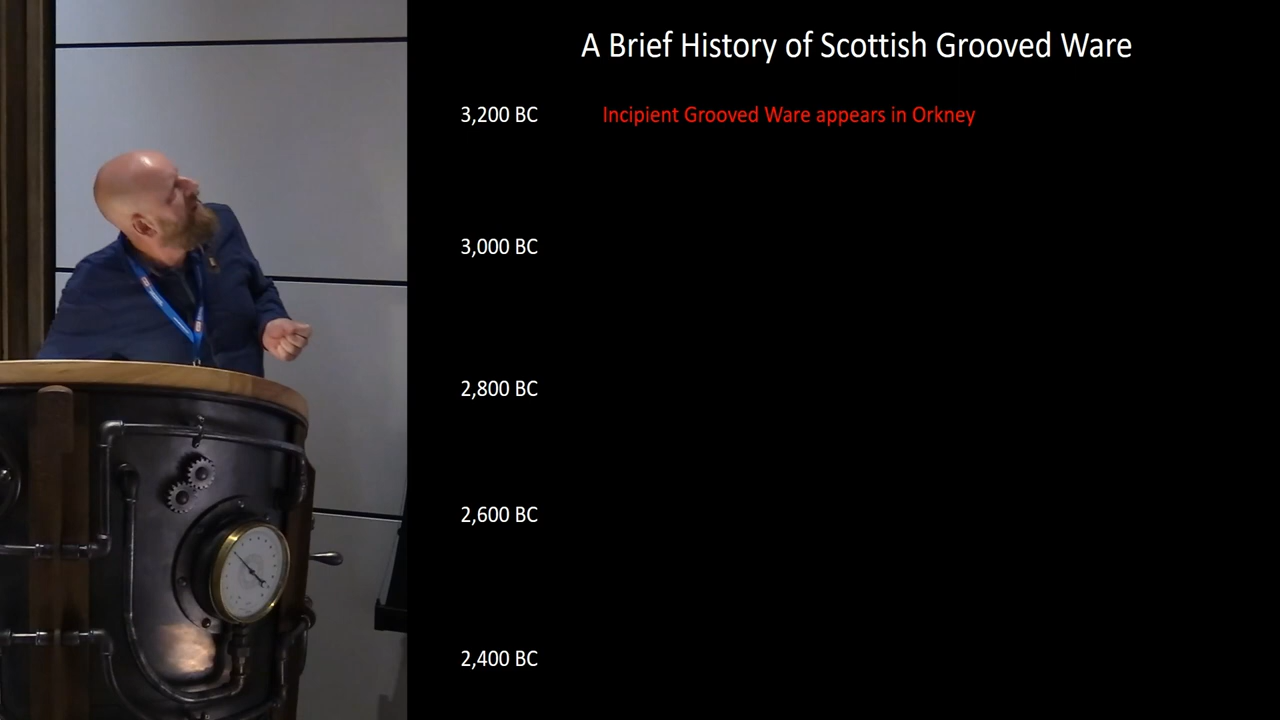 A Brief History of Scottish Grooved Ware
3,200 BC Incipient Grooved Ware appears in Orkney
3,000 BC
2,800 BC
2,600 BC
2,400 BC